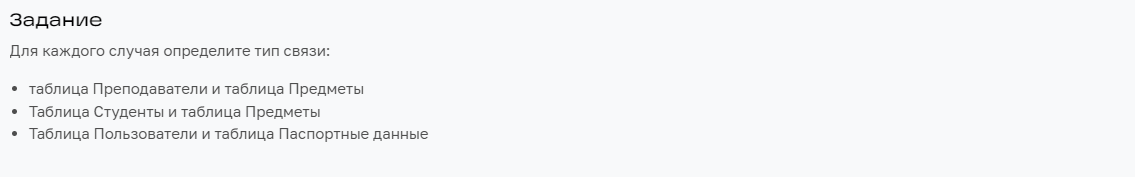 Задание
Для каждого случая определите тип связи:
• таблица Преподаватели и таблица Предметы
• Таблица Студенты и таблица Предметы
• Таблица Пользователи и таблица Паспортные данные